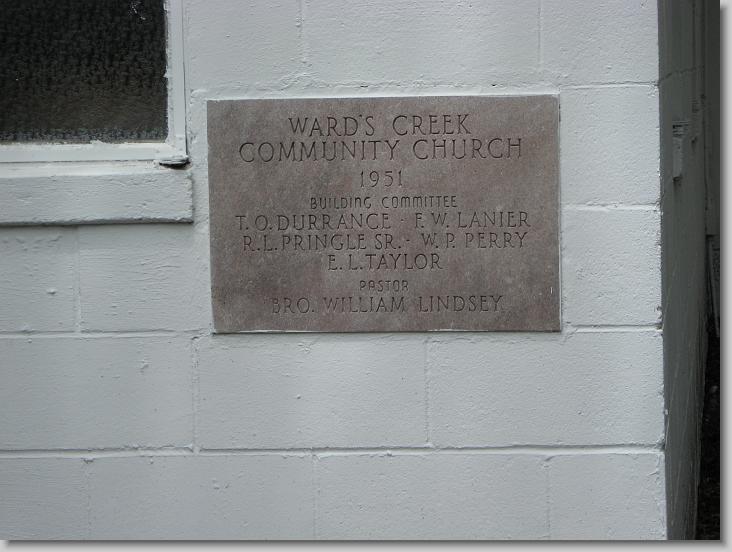 WARD'S CREEK
COMMUNITY CHURCH
1951
BUILDING COMMITTEE
T. O. DURRANCE · F. W. LANIER
R. L. PRINGLE SR. · W. P. PERRY
E. L. TAYLOR
PASTOR
BRO. WILLIAM LINDSEY